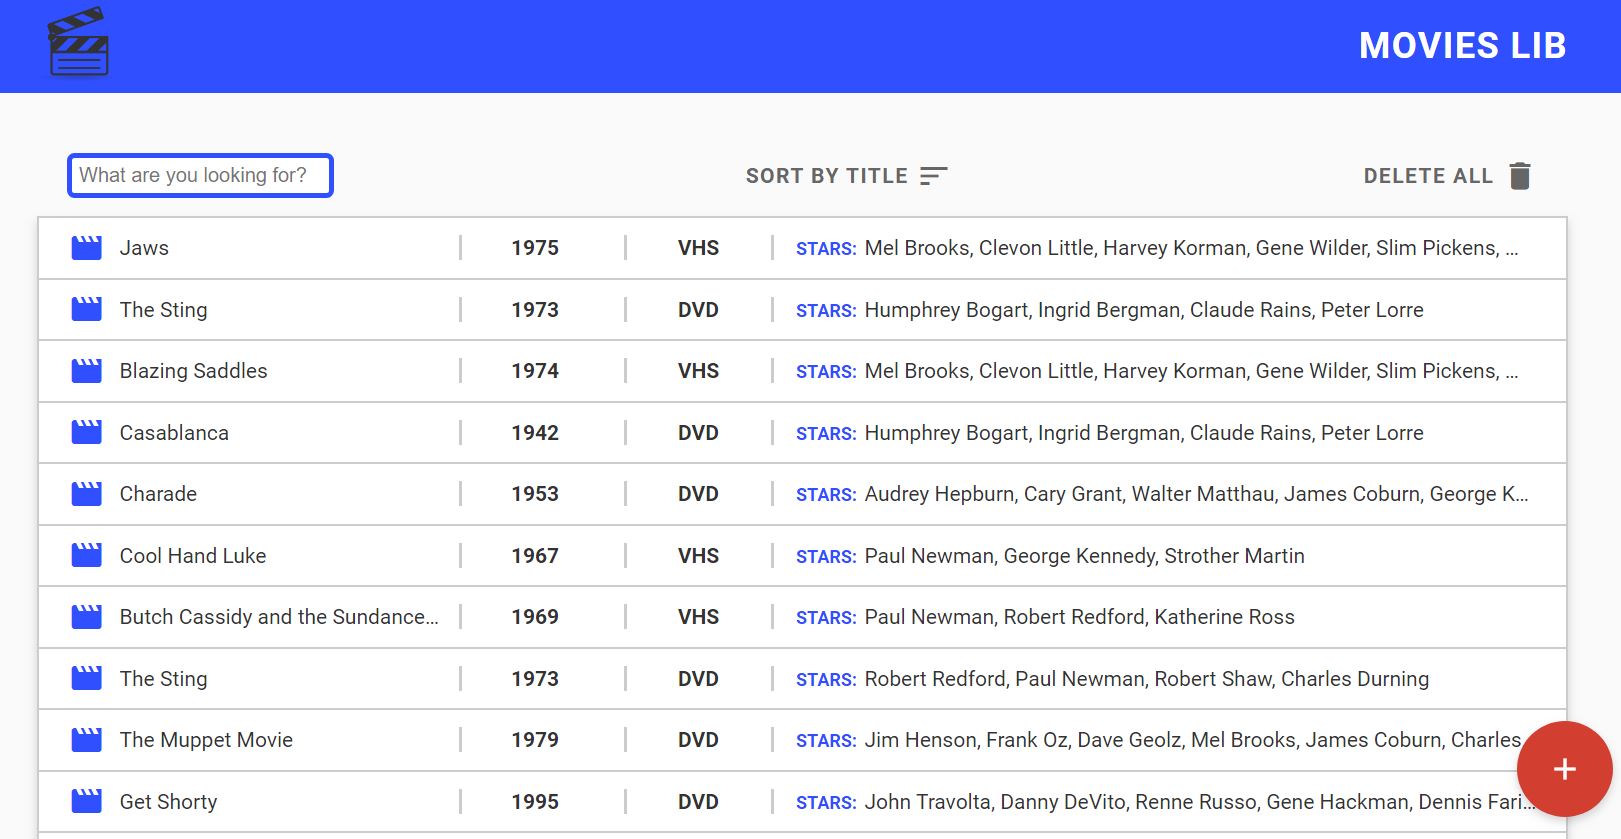 MOVIES LIB
What are you looking for?
SORT BY TITLE
DELETE ALL
Jaws 1975 VHS STARS: Mel Brooks, Clevon Little, Harvey Korman, Gene Wilder, Slim Pickens, ...
The Sting 1973 DVD STARS: Humphrey Bogart, Ingrid Bergman, Claude Rains, Peter Lorre
Blazing Saddles 1974 VHS STARS: Mel Brooks, Clevon Little, Harvey Korman, Gene Wilder, Slim Pickens, ...
Casablanca 1942 DVD STARS: Humphrey Bogart, Ingrid Bergman, Claude Rains, Peter Lorre
Charade 1953 DVD STARS: Audrey Hepburn, Cary Grant, Walter Matthau, James Coburn, George K...
Cool Hand Luke 1967 VHS STARS: Paul Newman, George Kennedy, Strother Martin
Butch Cassidy and the Sundance... 1969 VHS STARS: Paul Newman, Robert Redford, Katherine Ross
The Sting 1973 DVD STARS: Robert Redford, Paul Newman, Robert Shaw, Charles Durning
The Muppet Movie 1979 DVD STARS: Jim Henson, Frank Oz, Dave Geolz, Mel Brooks, James Coburn, Charles
Get Shorty 1995 DVD STARS: John Travolta, Danny DeVito, Renne Russo, Gene Hackman, Dennis Fari...
+